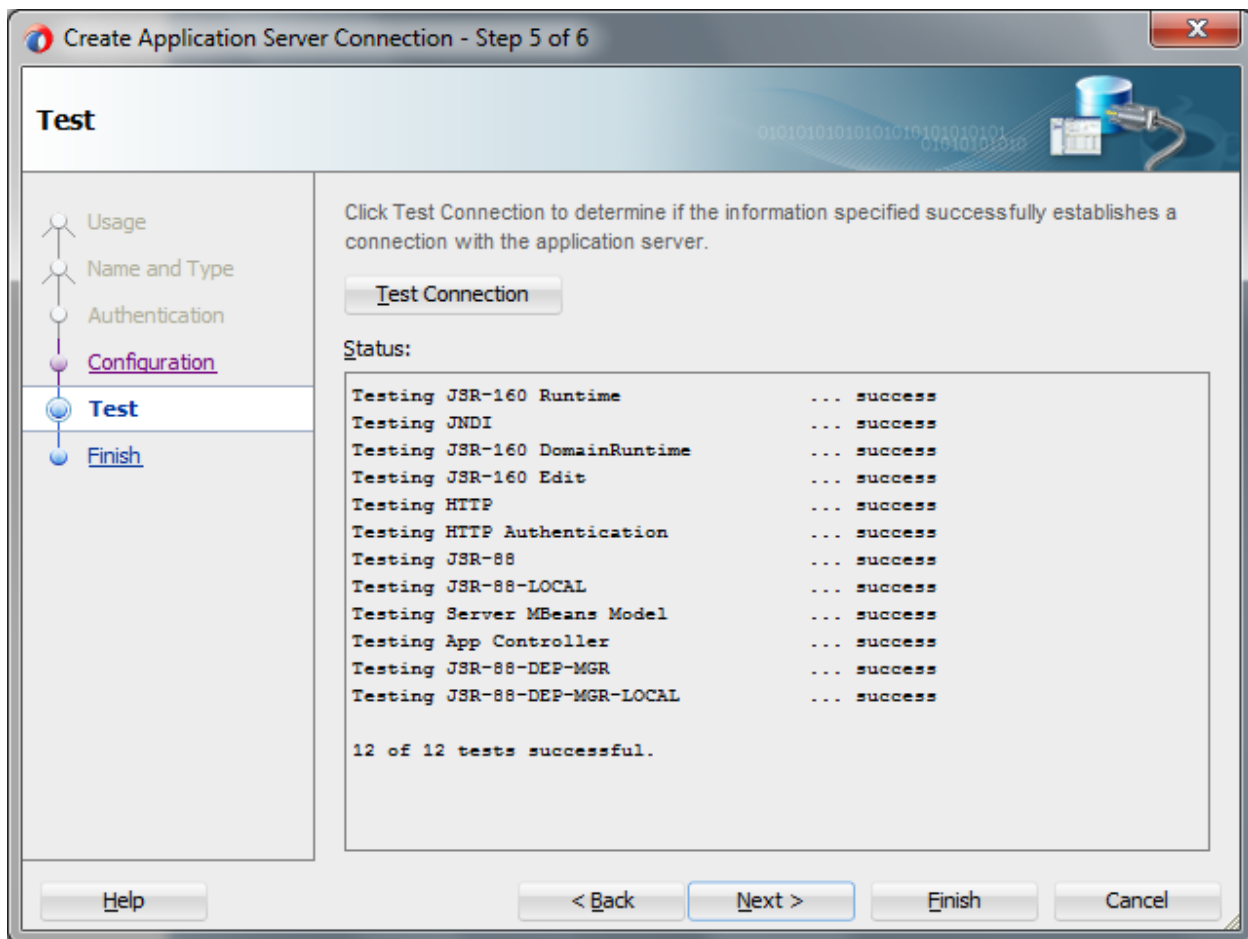 Create Application Server Connection - Step 5 of 6
Test
Usage
Name and Type
Authentication
Configuration
Test
Finish
Click Test Connection to determine if the information specified successfully establishes a
connection with the application server.
Test Connection
Status:
Testing JSR-160 Runtime ... success
Testing JNDI ... success
Testing JSR-160 DomainRuntime ... success
Testing JSR-160 Edit ... success
Testing HTTP ... success
Testing HTTP Authentication ... success
Testing JSR-88 ... success
Testing JSR-88-LOCAL ... success
Testing Server MBeans Model ... success
Testing App Controller ... success
Testing JSR-88-DEP-MGR ... success
Testing JSR-88-DEP-MGR-LOCAL ... success
12 of 12 tests successful.
Help
< Back
Next >
Finish
Cancel